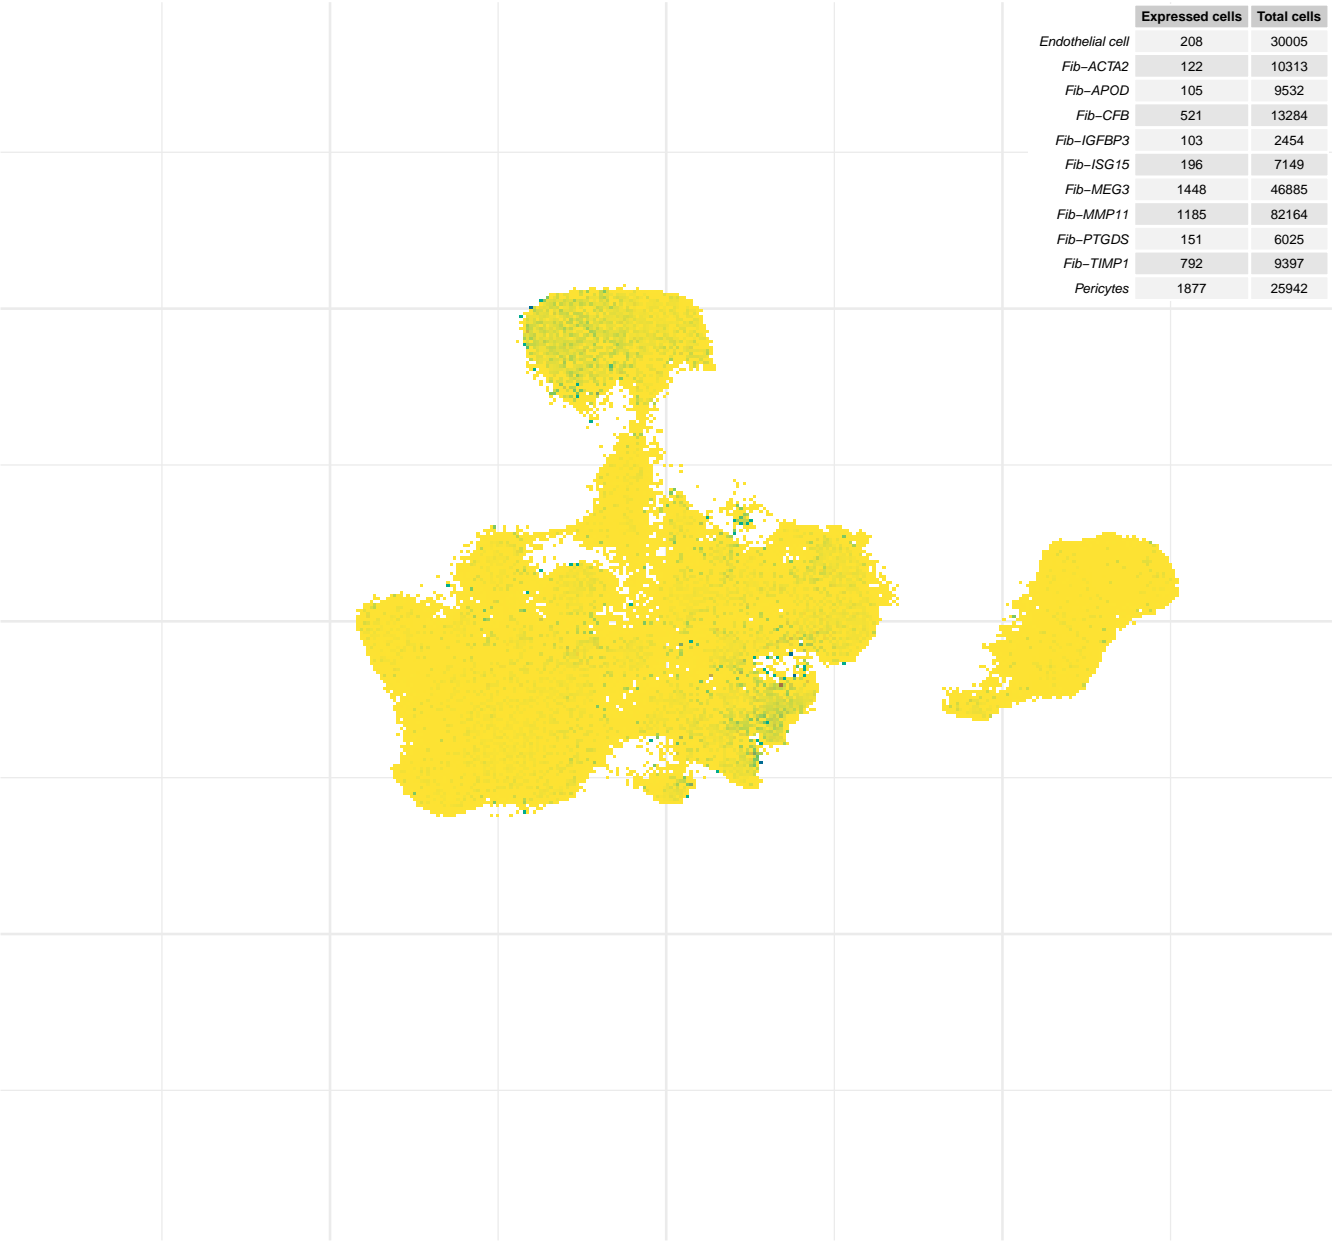 Expressed cells Total cells
Endothelial cell 208 30005
Fib−ACTA2 122 10313
Fib−APOD 105 9532
Fib−CFB 521 13284
Fib−IGFBP3 103 2454
Fib−ISG15 196 7149
Fib−MEG3 1448 46885
Fib−MMP11 1185 82164
Fib−PTGDS 151 6025
Fib−TIMP1 792 9397
Pericytes 1877 25942